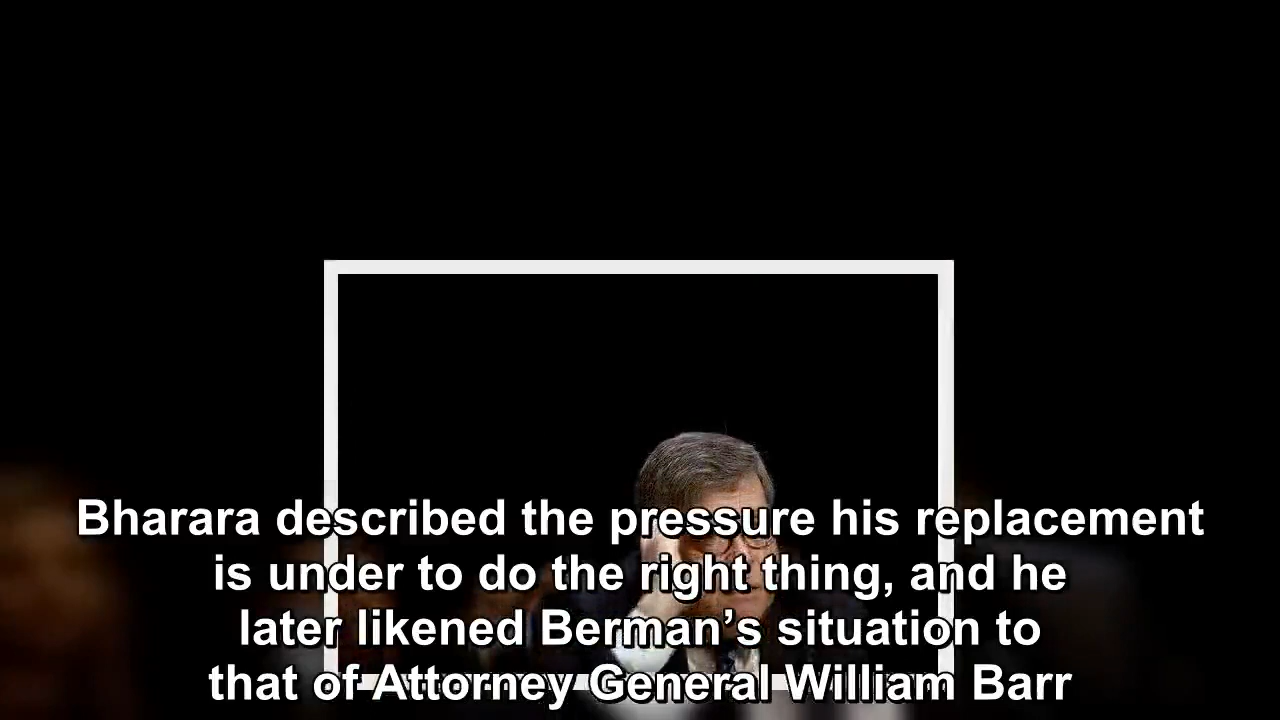 Bharara described the pressure his replacement
is under to do the right thing, and he
later likened Berman’s situation to
that of Attorney General William Barr